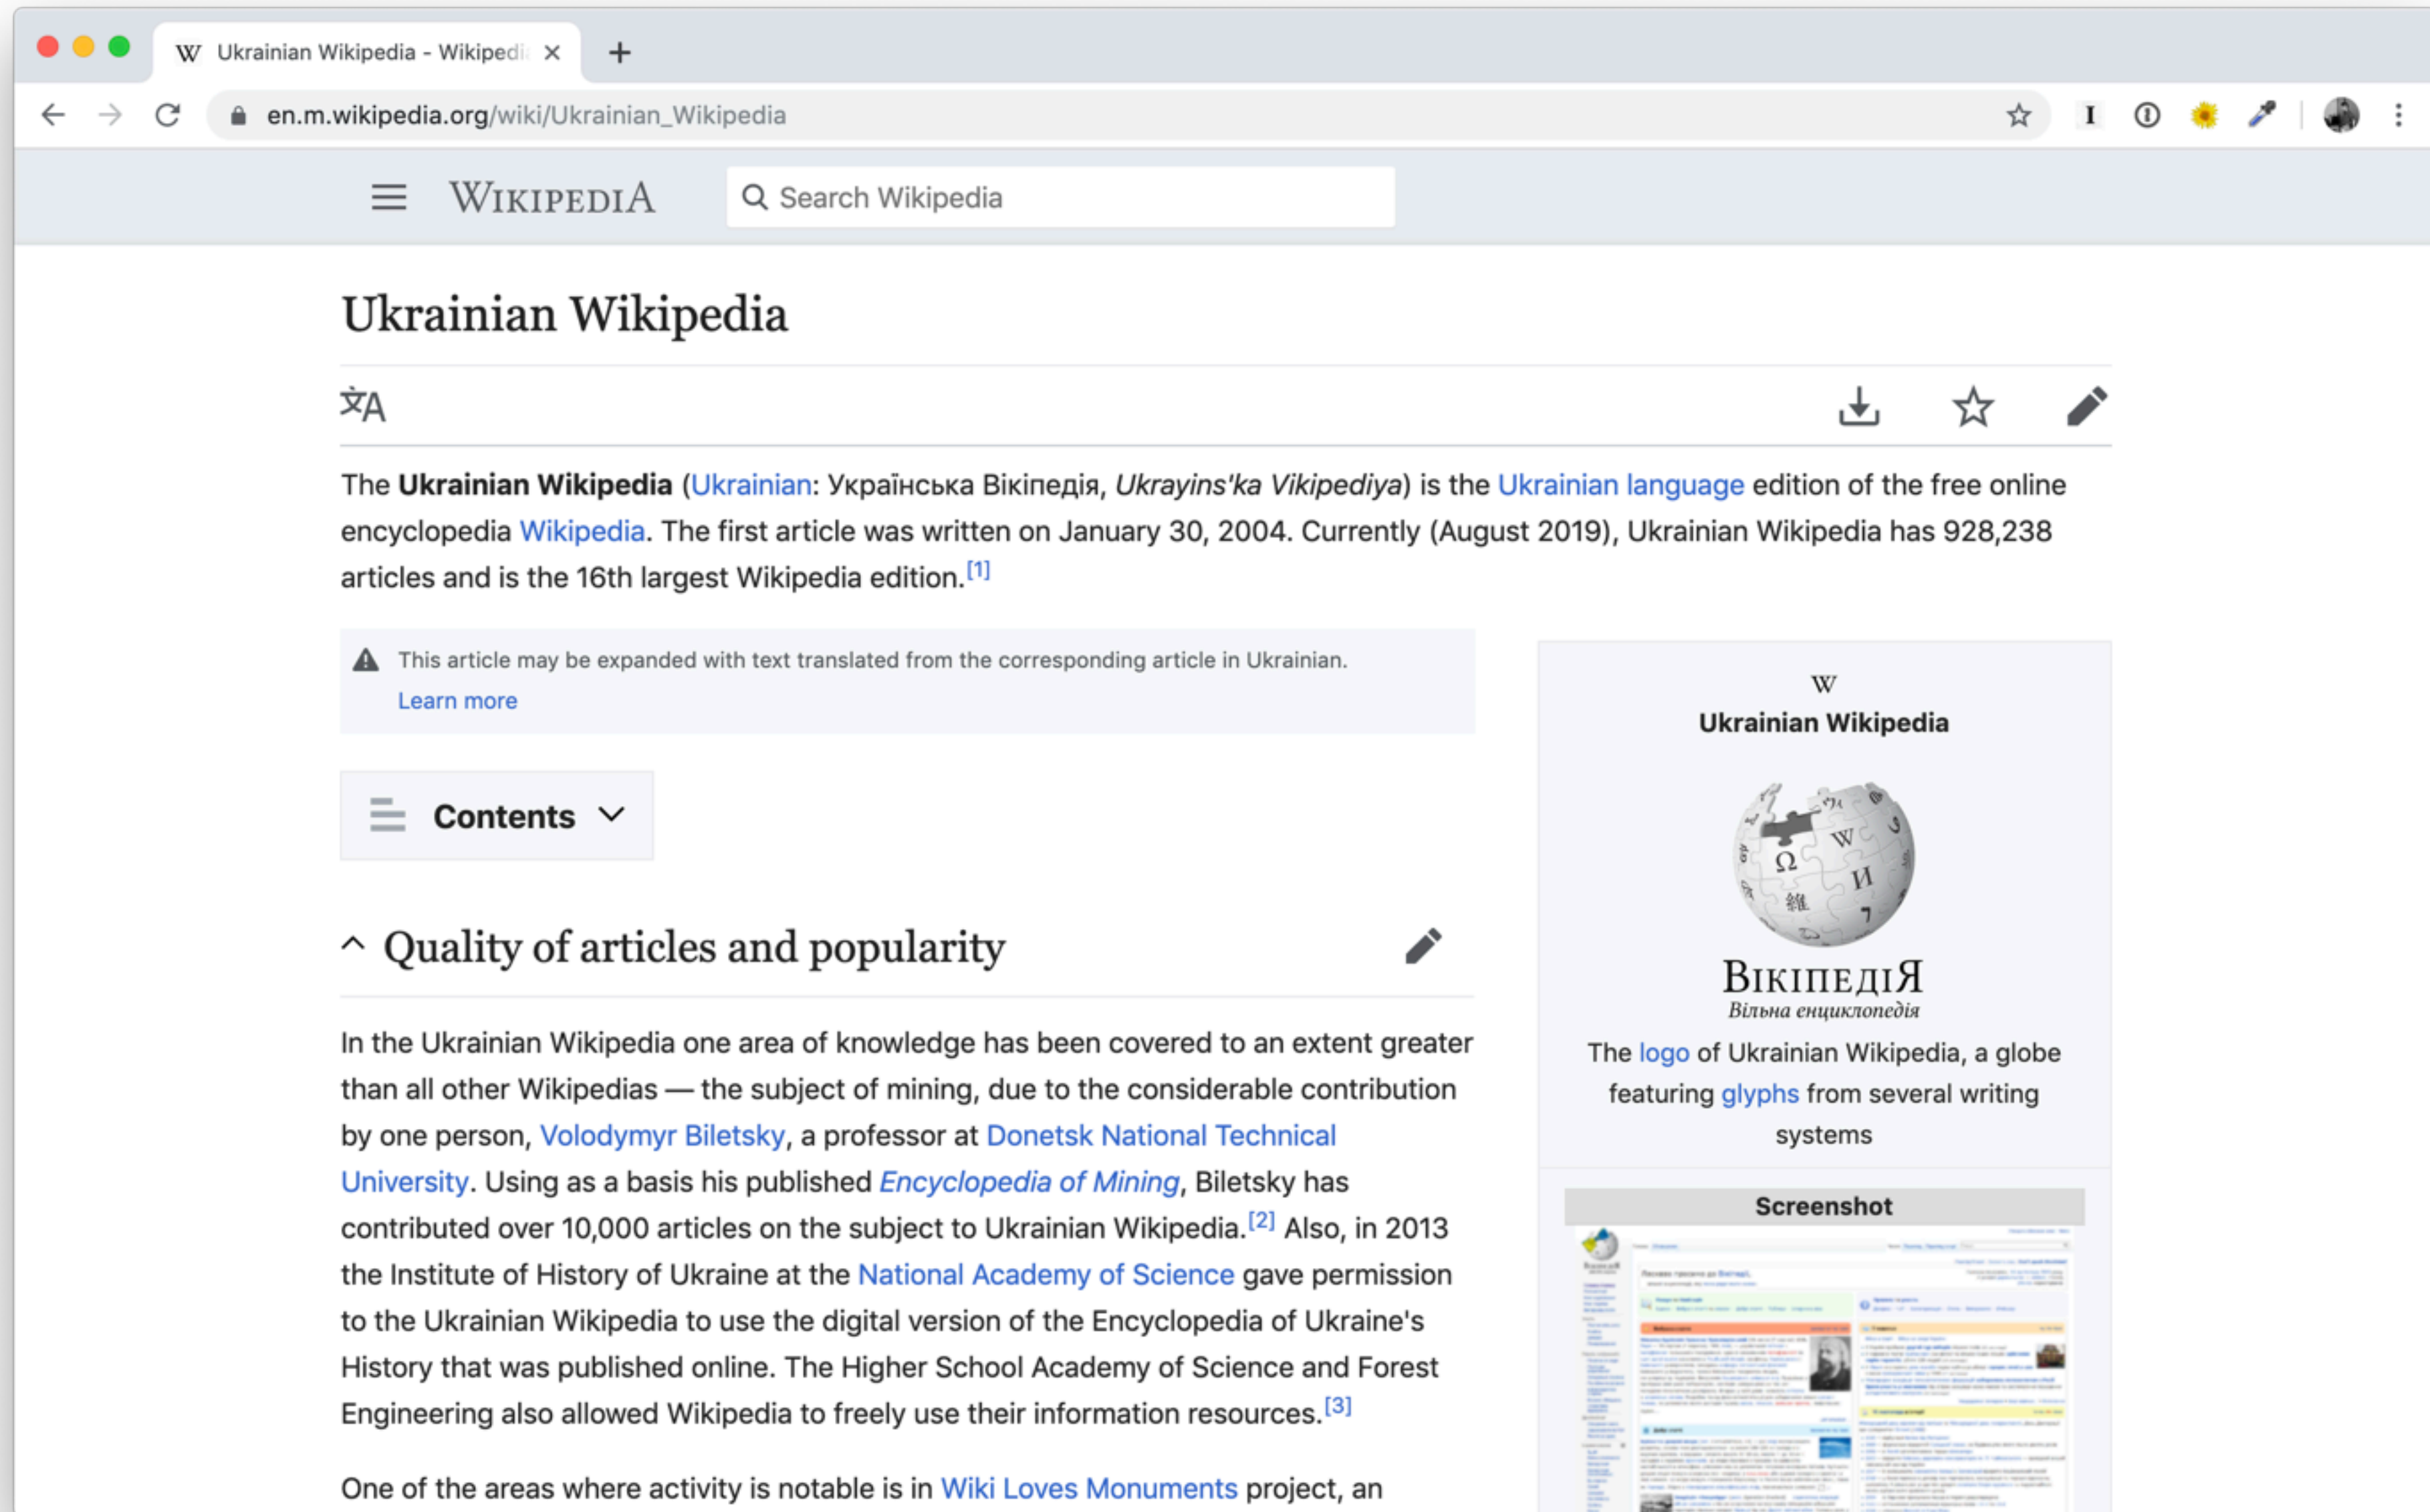 Ukrainian Wikipedia - Wikipedi
en.m.wikipedia.org/wiki/Ukrainian_Wikipedia
WIKIPEDIA
Search Wikipedia
Ukrainian Wikipedia
文A
The Ukrainian Wikipedia (Ukrainian: Українська Вікіпедія, Ukrayins'ka Vikipediya) is the Ukrainian language edition of the free online
encyclopedia Wikipedia. The first article was written on January 30, 2004. Currently (August 2019), Ukrainian Wikipedia has 928,238
articles and is the 16th largest Wikipedia edition.[1]
This article may be expanded with text translated from the corresponding article in Ukrainian.
Learn more
Contents
Quality of articles and popularity
In the Ukrainian Wikipedia one area of knowledge has been covered to an extent greater
than all other Wikipedias — the subject of mining, due to the considerable contribution
by one person, Volodymyr Biletsky, a professor at Donetsk National Technical
University. Using as a basis his published Encyclopedia of Mining, Biletsky has
contributed over 10,000 articles on the subject to Ukrainian Wikipedia.[2] Also, in 2013
the Institute of History of Ukraine at the National Academy of Science gave permission
to the Ukrainian Wikipedia to use the digital version of the Encyclopedia of Ukraine's
History that was published online. The Higher School Academy of Science and Forest
Engineering also allowed Wikipedia to freely use their information resources.[3]
One of the areas where activity is notable is in Wiki Loves Monuments project, an
W
Ukrainian Wikipedia
Ω W И 維
ВІКІПЕДІЯ
Вільна енциклопедія
The logo of Ukrainian Wikipedia, a globe
featuring glyphs from several writing
systems
Screenshot